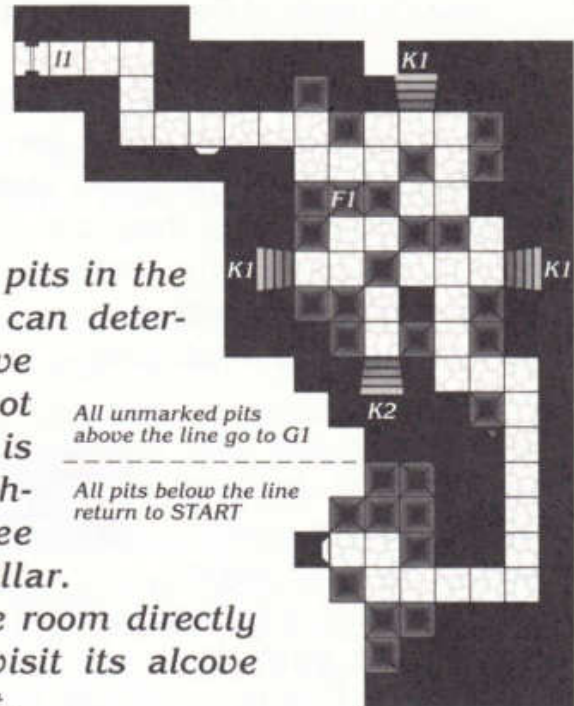 I1
K1
F1
pits in the
K1
K1
can deter-
ve
ot
All unmarked pits
above the line go to G1
K2
is
h-
All pits below the line
return to START
ee
llar.
e room directly
visit its alcove